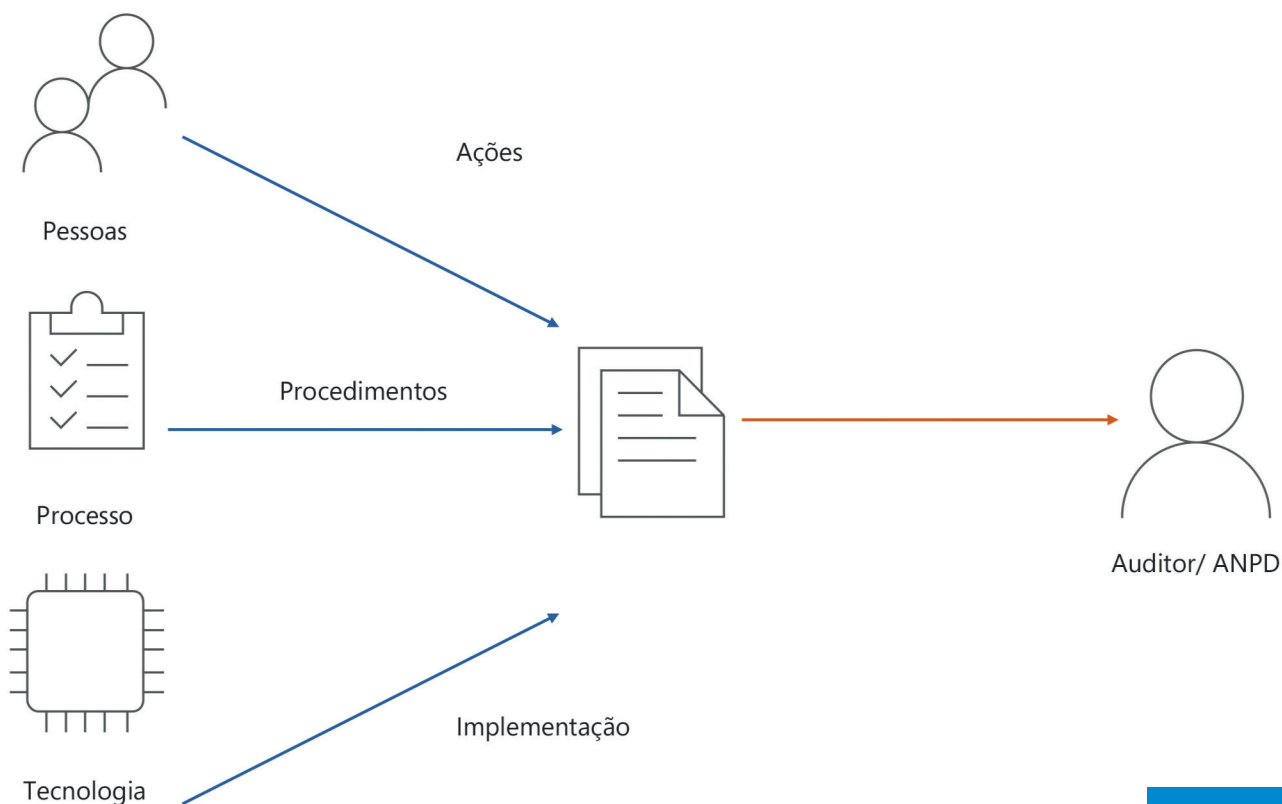 Ações
Pessoas
Procedimentos
Processo
Auditor/ ANPD
Implementação
Tecnologia